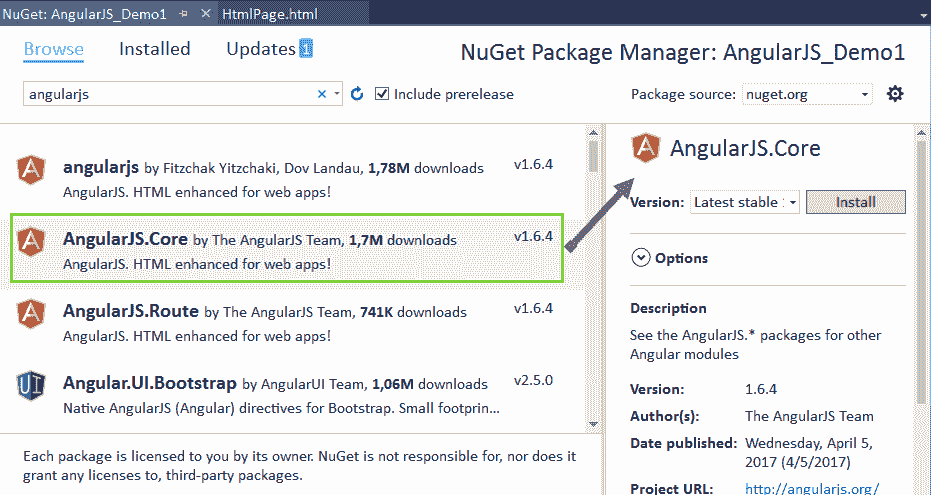 NuGet: AngularJS_Demo1
HtmlPage.html
Browse
Installed
Updates 1
NuGet Package Manager: AngularJS_Demo1
angularjs
Include prerelease
Package source: nuget.org
angularjs by Fitzchak Yitzchaki, Dov Landau, 1,78M downloads
v1.6.4
AngularJS. HTML enhanced for web apps!
AngularJS.Core by The AngularJS Team, 1,7M downloads
v1.6.4
AngularJS. HTML enhanced for web apps!
AngularJS.Route by The AngularJS Team, 741K downloads
v1.6.4
AngularJS. HTML enhanced for web apps!
UI
Angular.UI.Bootstrap by AngularUI Team, 1,06M downloads
v2.5.0
Native AngularJS (Angular) directives for Bootstrap. Small footprin...
Each package is licensed to you by its owner. NuGet is not responsible for, nor does it
grant any licenses to, third-party packages.
AngularJS.Core
Version: Latest stable
Install
Options
Description
See the AngularJS.* packages for other
Angular modules
Version: 1.6.4
Author(s): The AngularJS Team
Date published: Wednesday, April 5,
2017 (4/5/2017)
Project URL: http://angularjs.org/